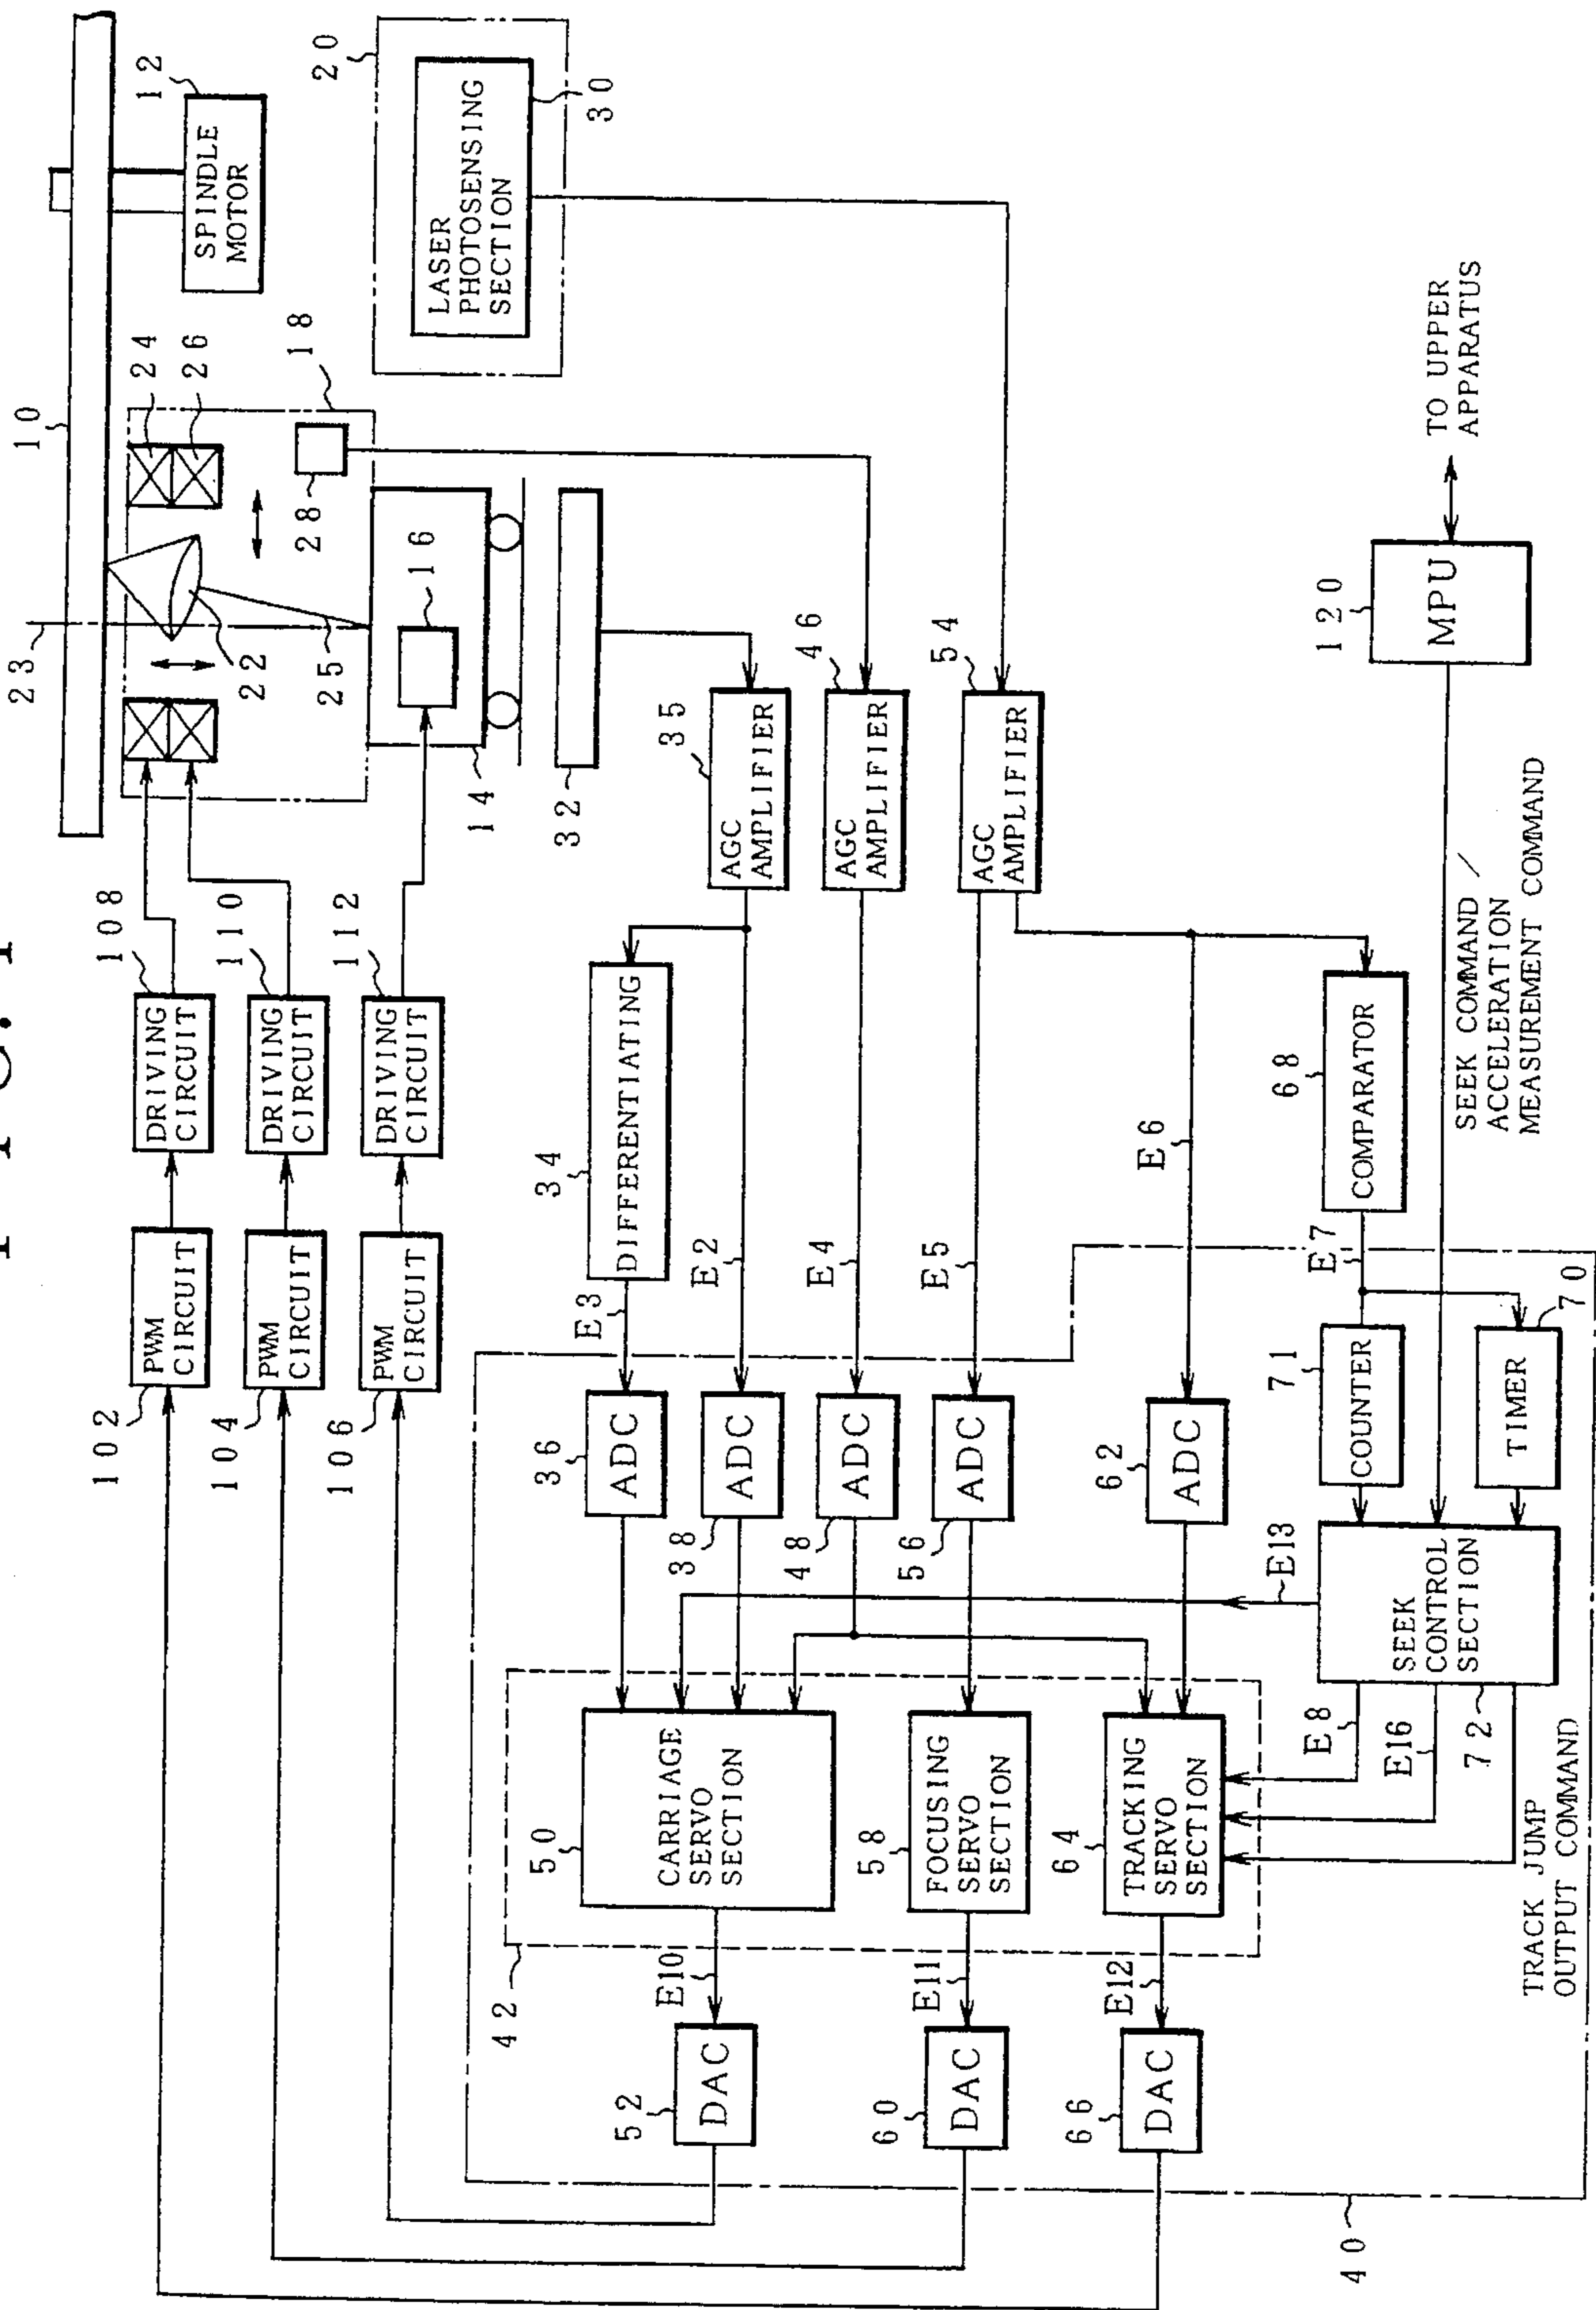 FIG. 1
23
10
12
SPINDLE
MOTOR
24
26
18
22
25
28
16
14
32
20
LASER
PHOTOSENSING
SECTION
30
108
DRIVING
CIRCUIT
110
DRIVING
CIRCUIT
112
DRIVING
CIRCUIT
102
PWM
CIRCUIT
104
PWM
CIRCUIT
106
PWM
CIRCUIT
35
AGC
AMPLIFIER
46
AGC
AMPLIFIER
54
AGC
AMPLIFIER
34
DIFFERENTIATING
E3
E2
E4
E5
E6
68
COMPARATOR
E7
120
MPU
TO UPPER
APPARATUS
SEEK COMMAND /
ACCELERATION
MEASUREMENT COMMAND
36
ADC
38
ADC
48
ADC
56
ADC
62
ADC
71
COUNTER
70
TIMER
E13
SEEK
CONTROL
SECTION
72
E8
E16
TRACK JUMP
OUTPUT COMMAND
50
CARRIAGE
SERVO
SECTION
58
FOCUSING
SERVO
SECTION
64
TRACKING
SERVO
SECTION
42
E10
E11
E12
52
DAC
60
DAC
66
DAC
40